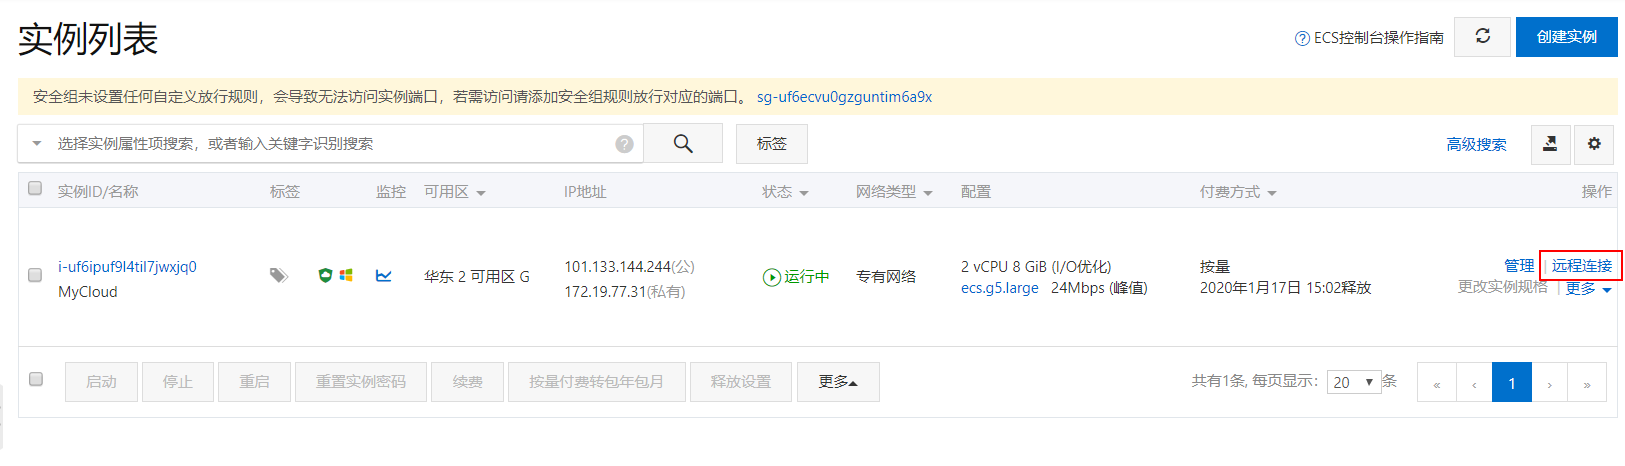 实例列表
? ECS控制台操作指南
创建实例
安全组未设置任何自定义放行规则，会导致无法访问实例端口，若需访问请添加安全组规则放行对应的端口。 sg-uf6ecvu0gzguntim6a9x
选择实例属性项搜索，或者输入关键字识别搜索
?
标签
高级搜索
实例ID/名称 标签 监控 可用区 IP地址 状态 网络类型 配置 付费方式 操作
i-uf6ipuf9l4til7jwxjq0
MyCloud
华东 2 可用区 G
101.133.144.244(公)
172.19.77.31(私有)
运行中
专有网络
2 vCPU 8 GiB (I/O优化)
ecs.g5.large 24Mbps (峰值)
按量
2020年1月17日 15:02释放
管理 | 远程连接
更改实例规格 | 更多
启动 停止 重启 重置实例密码 续费 按量付费转包年包月 释放设置 更多
共有1条, 每页显示: 20 条
« ‹ 1 › »